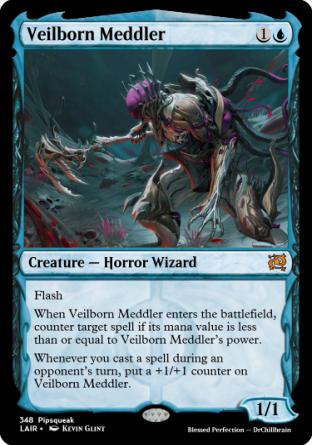 Veilborn Meddler 1
Creature — Horror Wizard
Flash
When Veilborn Meddler enters the battlefield,
counter target spell if its mana value is less
than or equal to Veilborn Meddler's power.
Whenever you cast a spell during an
opponent's turn, put a +1/+1 counter on
Veilborn Meddler.
1/1
348 Pipsqueak
LAIR • Kevin Glint
Blessed Perfection — DrChillbrain